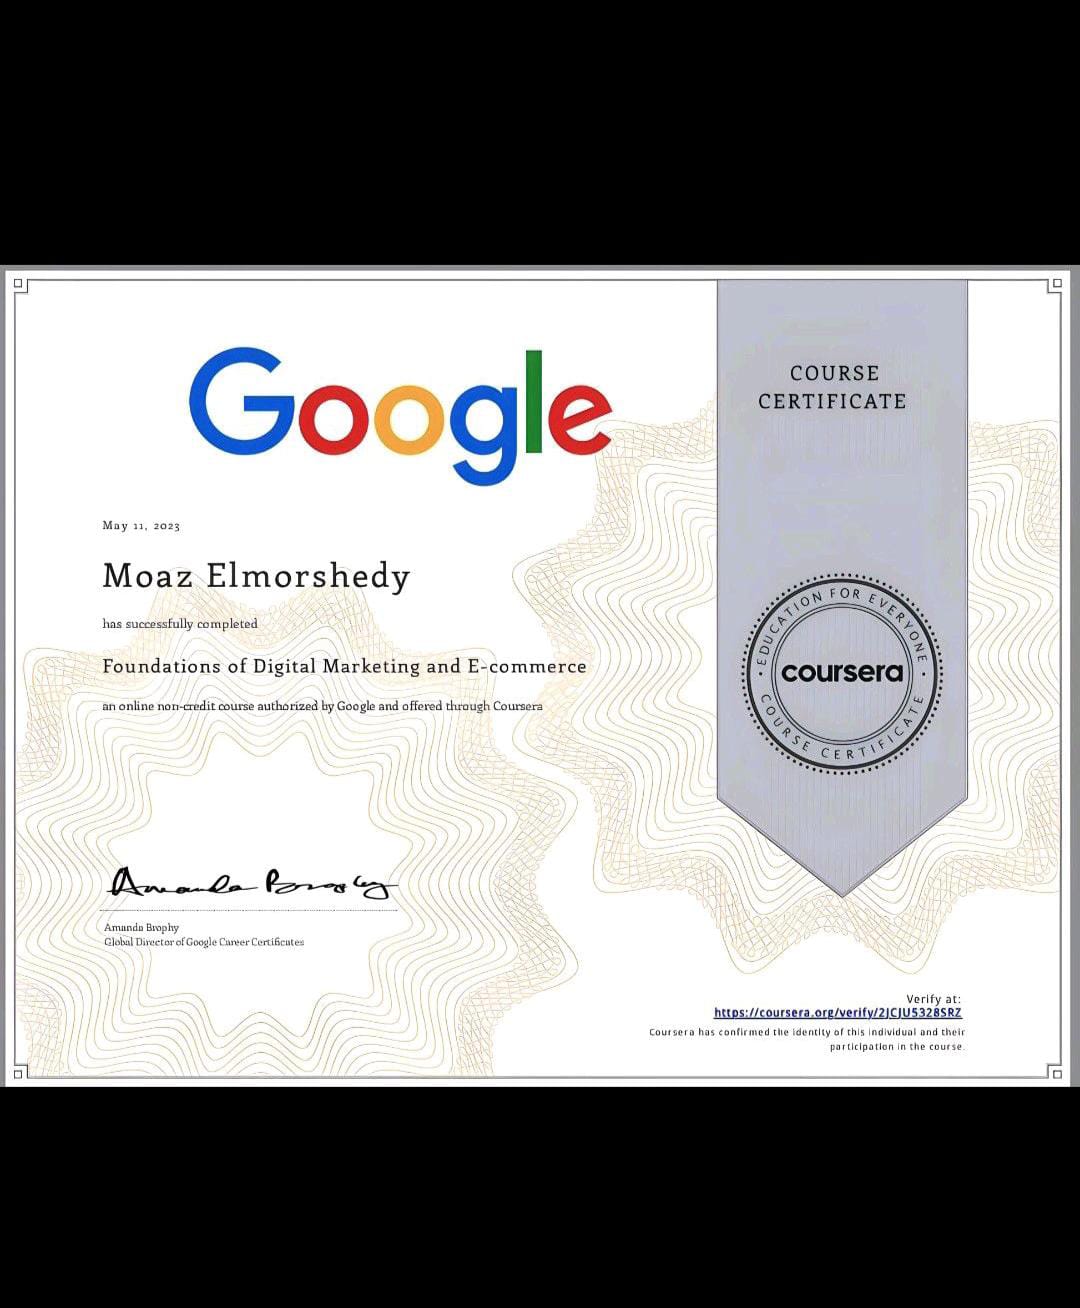 Google
COURSE
CERTIFICATE
May 11, 2023
Moaz Elmorshedy
has successfully completed
Foundations of Digital Marketing and E-commerce
an online non-credit course authorized by Google and offered through Coursera
EDUCATION FOR EVERYONE
coursera
COURSE CERTIFICATE
Amanda Brophy
Amanda Brophy
Global Director of Google Career Certificates
Verify at:
https://coursera.org/verify/2JCJU5328SRZ
Coursera has confirmed the identity of this individual and their
participation in the course.